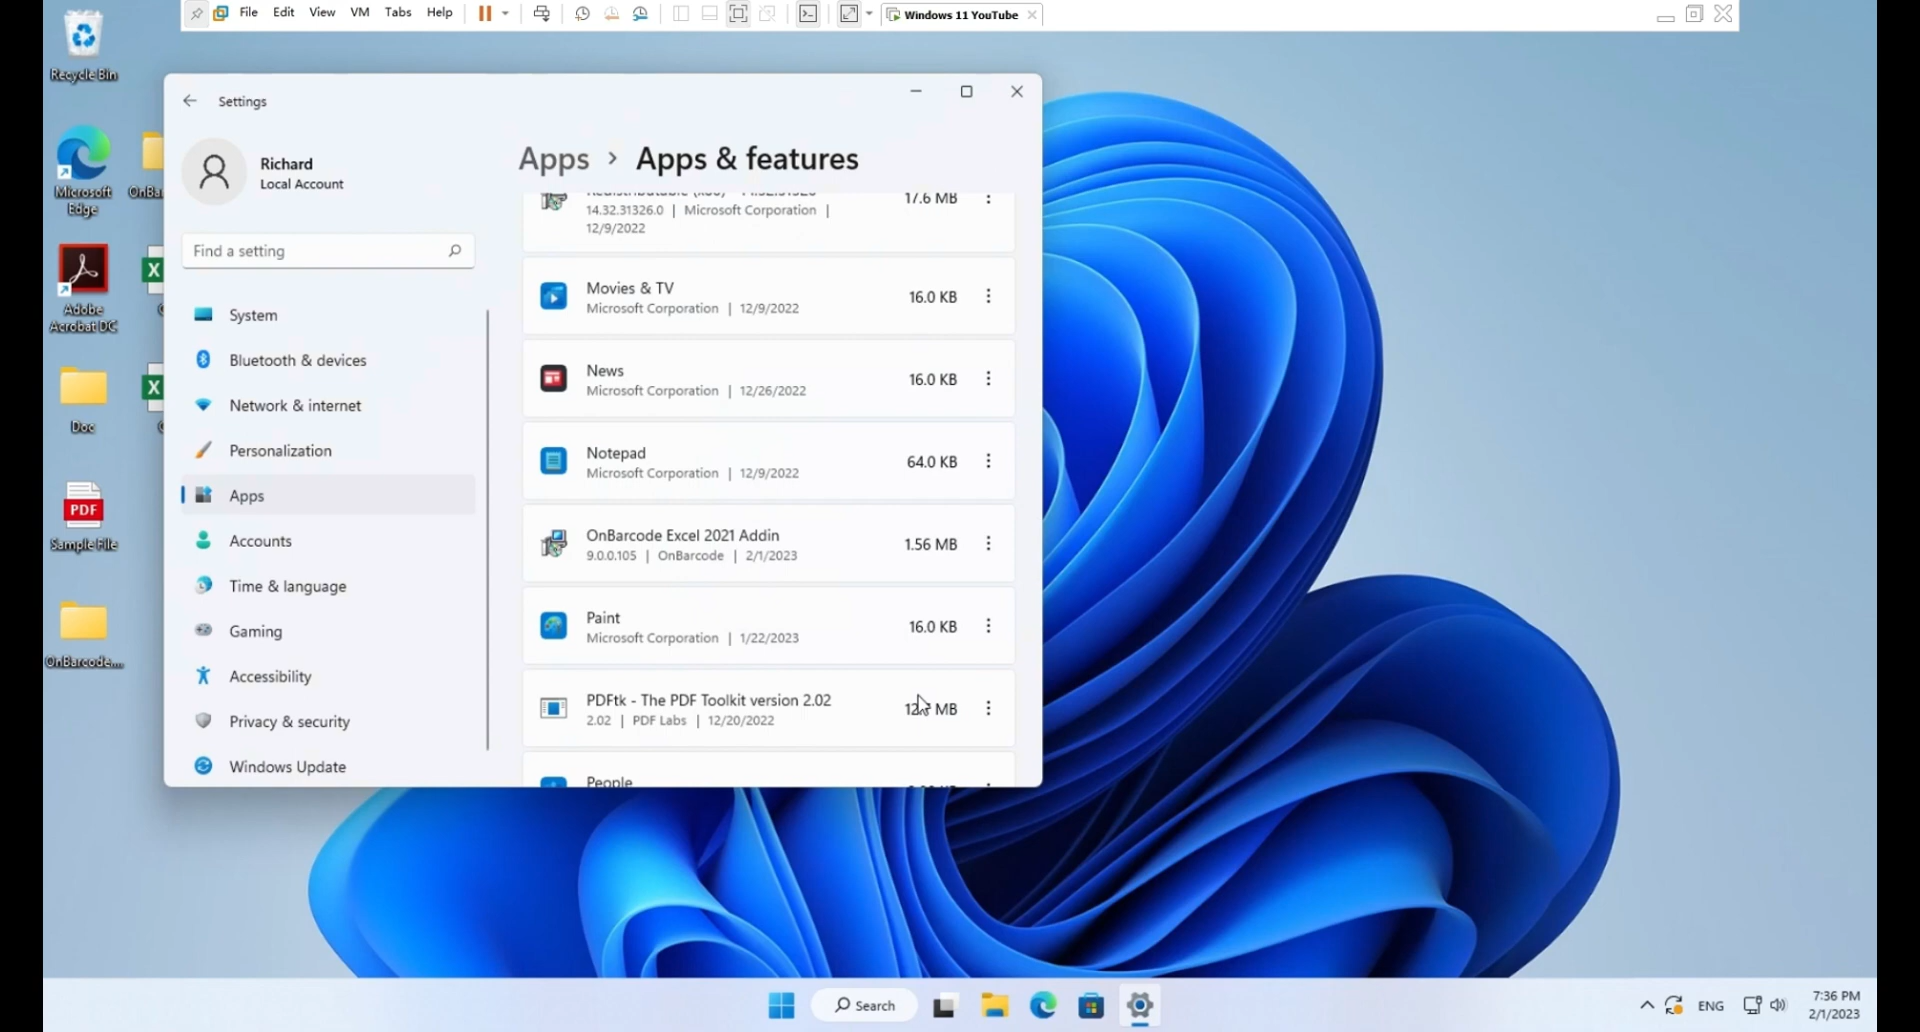 File Edit View VM Tabs Help
Windows 11 YouTube
Recycle Bin
Microsoft
Edge
Adobe
Acrobat DC
Doc
PDF
Sample File
OnBarcode....
OnBa
X
X
Settings
Richard
Local Account
Find a setting
System
Bluetooth & devices
Network & internet
Personalization
Apps
Accounts
Time & language
Gaming
Accessibility
Privacy & security
Windows Update
Apps > Apps & features
17.6 MB
14.32.31326.0 | Microsoft Corporation |
12/9/2022
Movies & TV
Microsoft Corporation | 12/9/2022
16.0 KB
News
Microsoft Corporation | 12/26/2022
16.0 KB
Notepad
Microsoft Corporation | 12/9/2022
64.0 KB
OnBarcode Excel 2021 Addin
9.0.0.105 | OnBarcode | 2/1/2023
1.56 MB
Paint
Microsoft Corporation | 1/22/2023
16.0 KB
PDFtk - The PDF Toolkit version 2.02
2.02 | PDF Labs | 12/20/2022
MB
People
Search
ENG
7:36 PM
2/1/2023